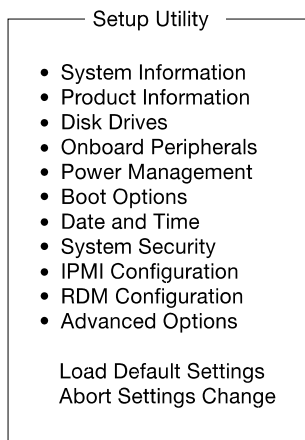 Setup Utility
• System Information
• Product Information
• Disk Drives
• Onboard Peripherals
• Power Management
• Boot Options
• Date and Time
• System Security
• IPMI Configuration
• RDM Configuration
• Advanced Options
Load Default Settings
Abort Settings Change